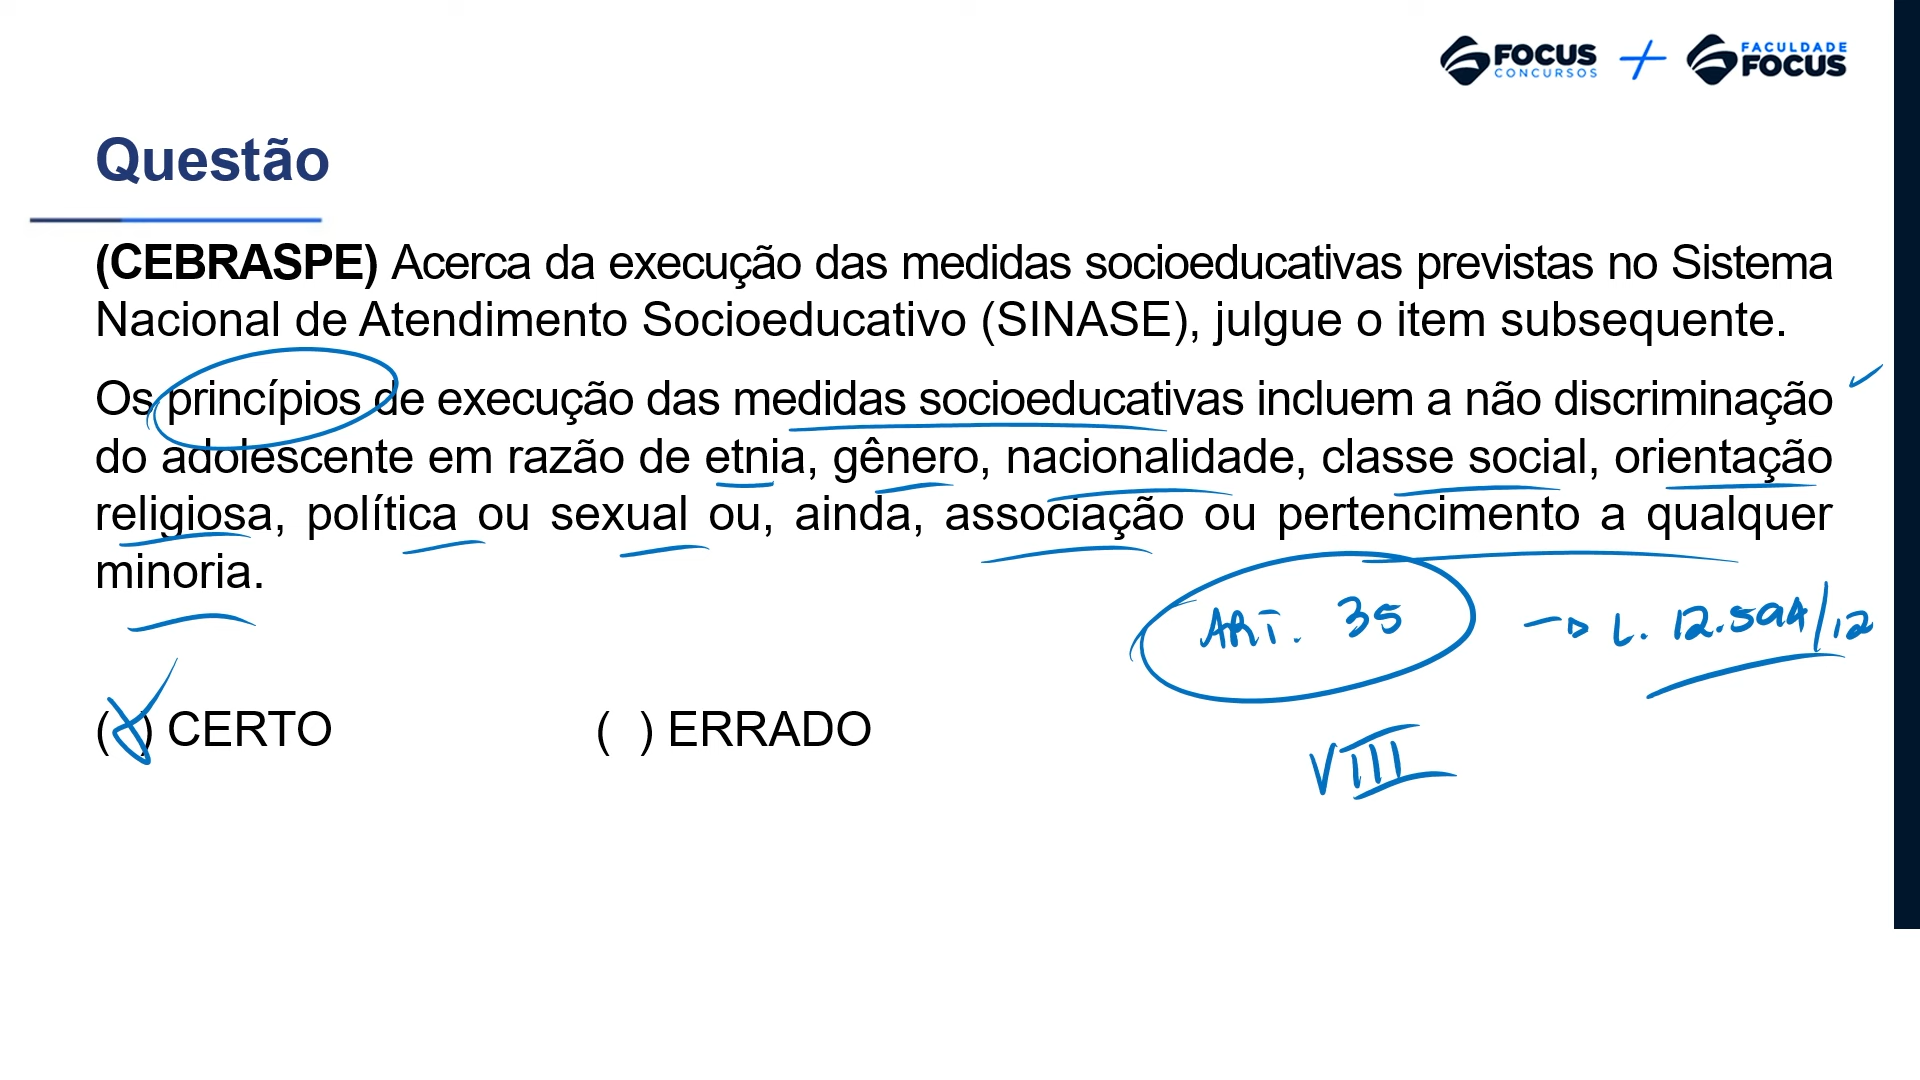 FOCUS
CONCURSOS
FACULDADE
FOCUS
Questão
(CEBRASPE) Acerca da execução das medidas socioeducativas previstas no Sistema
Nacional de Atendimento Socioeducativo (SINASE), julgue o item subsequente.
Os princípios de execução das medidas socioeducativas incluem a não discriminação
do adolescente em razão de etnia, gênero, nacionalidade, classe social, orientação
religiosa, política ou sexual ou, ainda, associação ou pertencimento a qualquer
minoria.
ART. 35
L. 12.594/12
( ) CERTO ( ) ERRADO
VIII